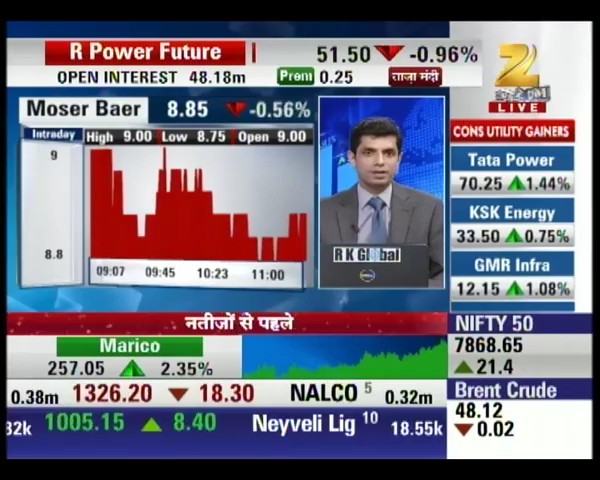 R Power Future
51.50 -0.96%
OPEN INTEREST 48.18m
Prem 0.25
ताज़ा मंदी
LIVE
Moser Baer 8.85 -0.56%
Intraday
High 9.00 Low 8.75 Open 9.00
9
8.8
09:07 09:45 10:23 11:00
R K Global
CONS UTILITY GAINERS
Tata Power
70.25 1.44%
KSK Energy
33.50 0.75%
GMR Infra
12.15 1.08%
नतीजों से पहले
Marico
257.05 2.35%
NIFTY 50
7868.65
21.4
0.38m 1326.20 18.30 NALCO 5 0.32m
Brent Crude
48.12
0.02
32k 1005.15 8.40 Neyveli Lig 10 18.55k